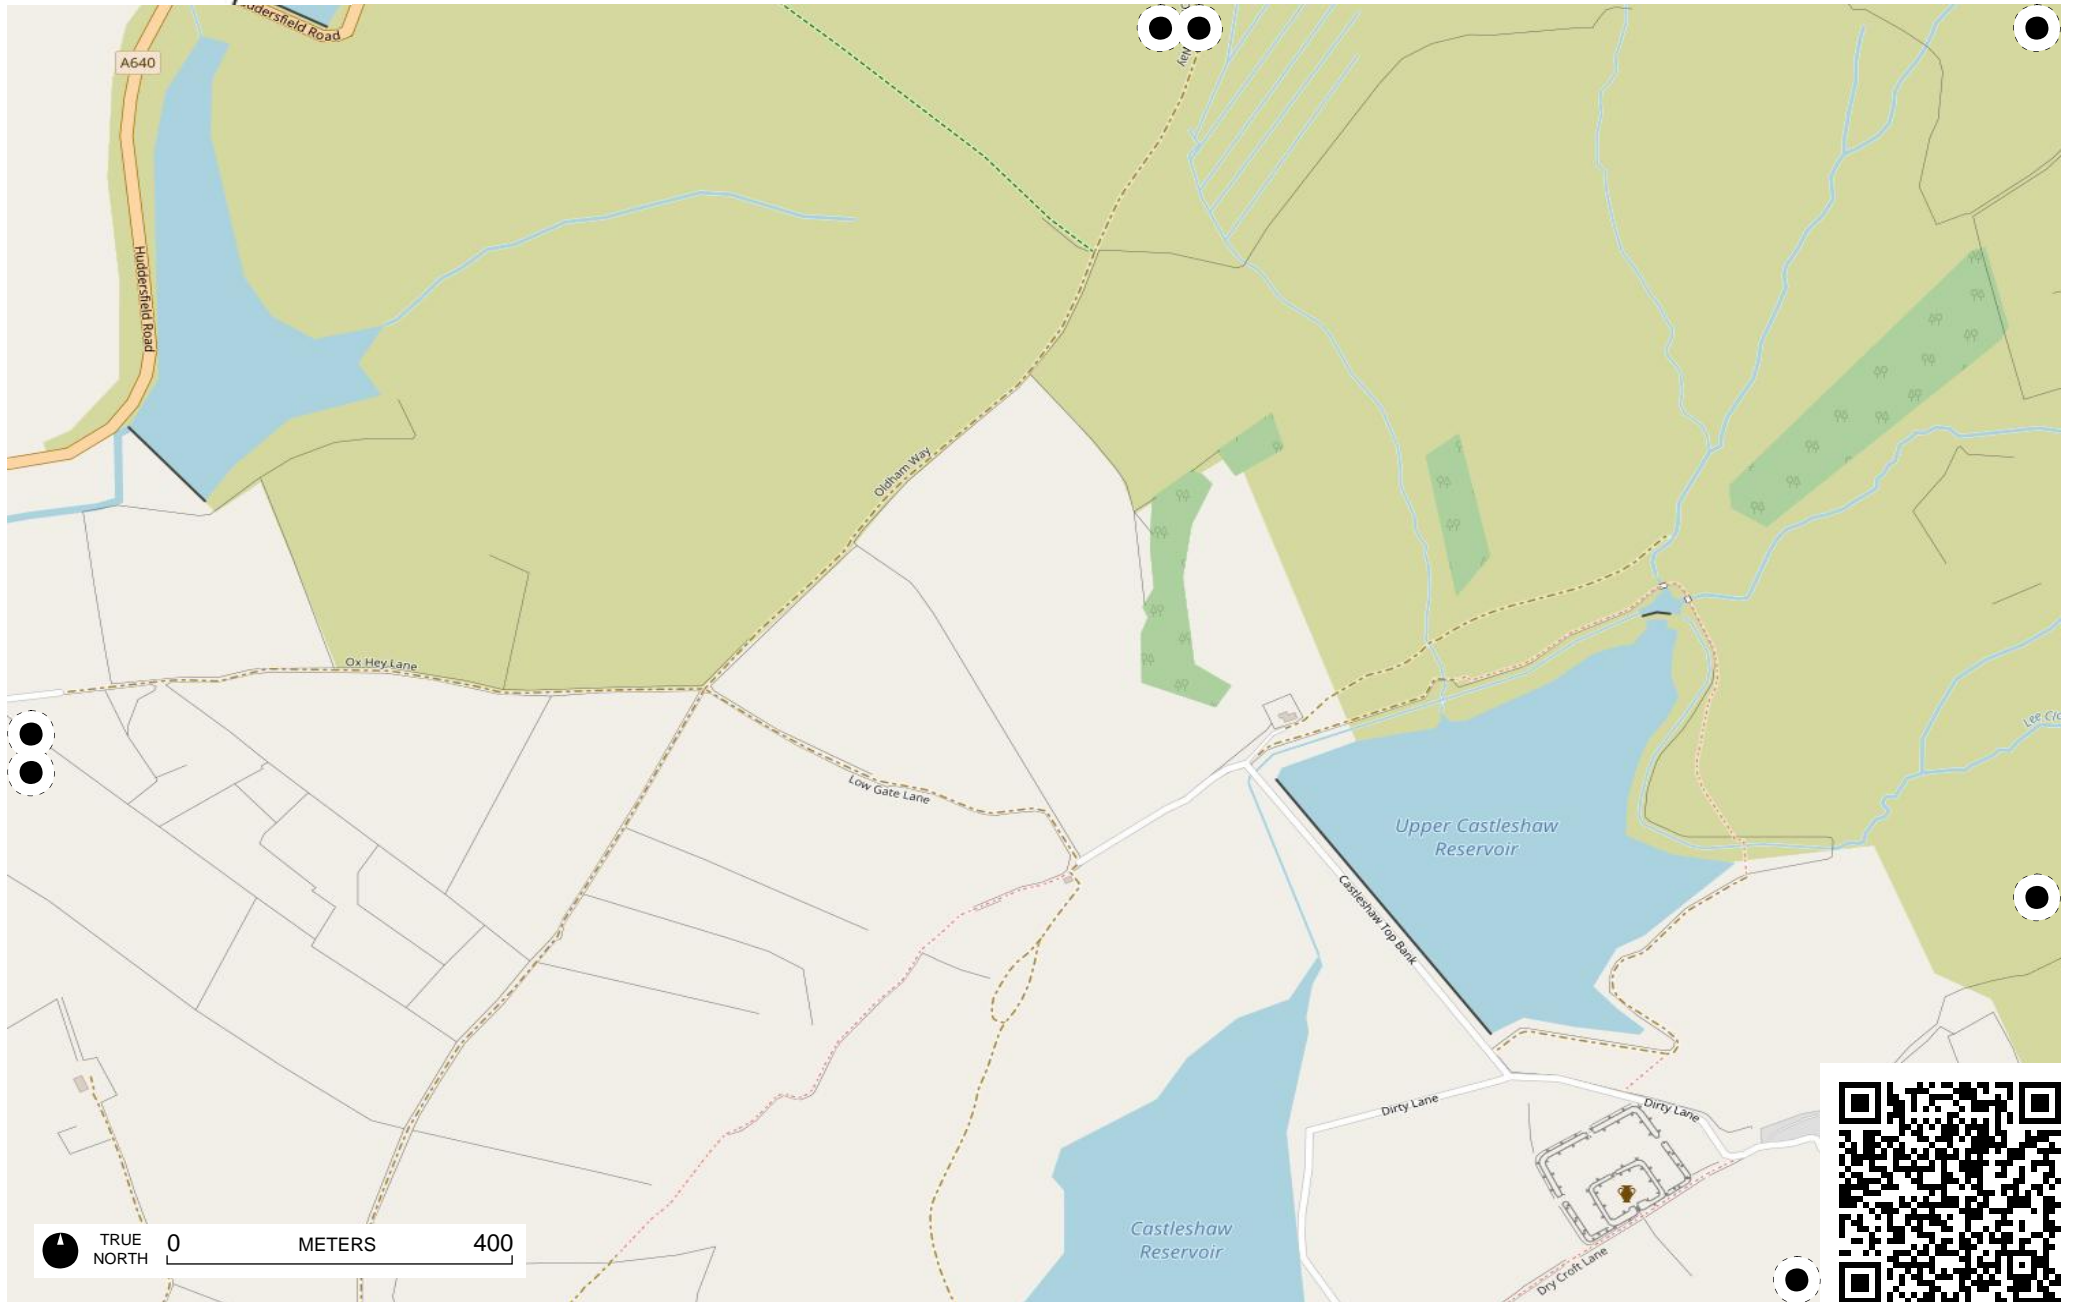 Huddersfield Road
A640
Way
Huddersfield Road
Oldham Way
Ox Hey Lane
Low Gate Lane
Upper Castleshaw
Reservoir
Castleshaw Top Bank
Dirty Lane
Dirty Lane
Castleshaw
Reservoir
Dry Croft Lane
TRUE
NORTH
0 METERS 400